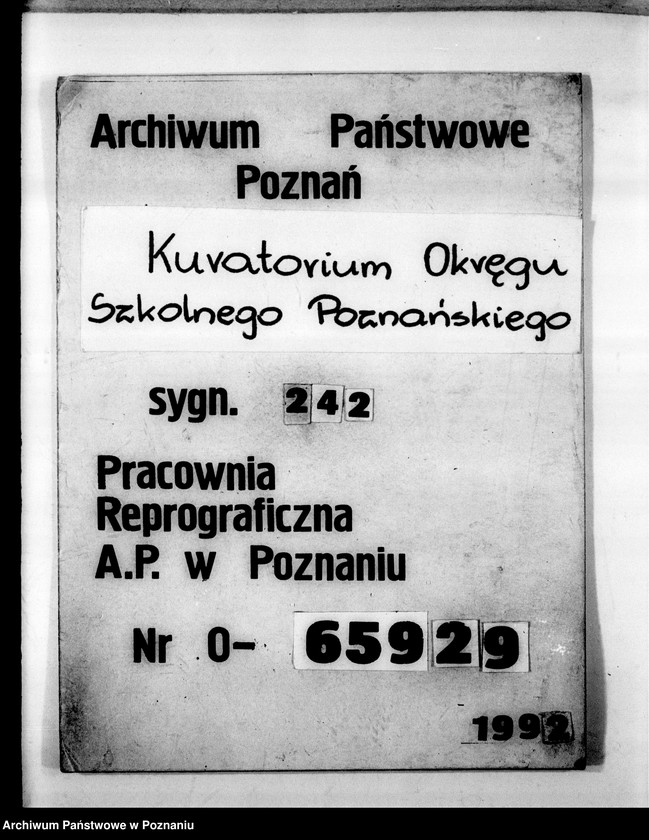 Archiwum Państwowe
Poznań
Kuratorium Okręgu
Szkolnego Poznańskiego
sygn. 242
Pracownia
Reprograficzna
A.P. w Poznaniu
Nr 0- 65929
1992
Archiwum Państwowe w Poznaniu